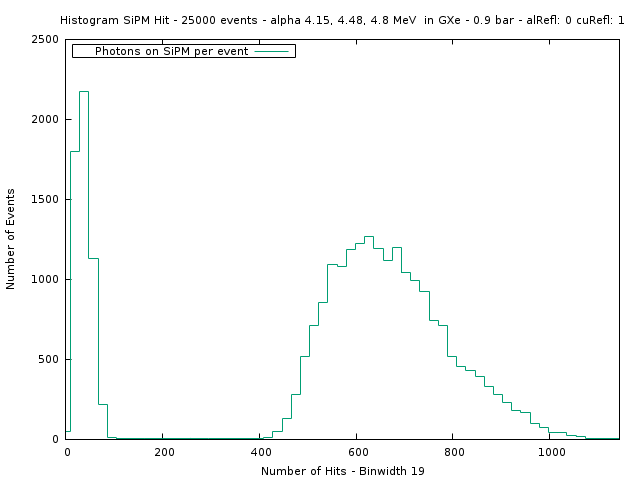 Histogram SiPM Hit - 25000 events - alpha 4.15, 4.48, 4.8 MeV  in GXe - 0.9 bar - alRefl: 0 cuRefl: 1
Photons on SiPM per event
2500
2000
1500
1000
500
0
Number of Events
0 200 400 600 800 1000
Number of Hits - Binwidth 19